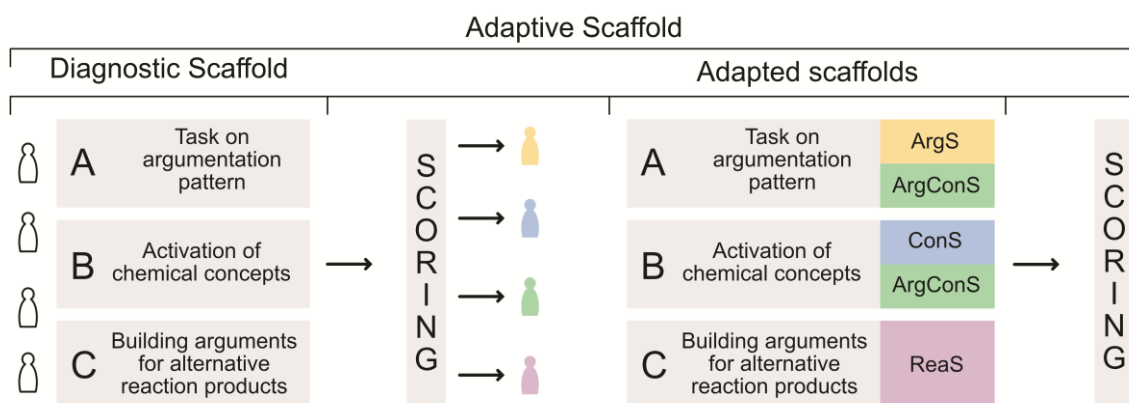 Adaptive Scaffold
Diagnostic Scaffold
Adapted scaffolds
A
Task on
argumentation
pattern
B
Activation of
chemical concepts
C
Building arguments
for alternative
reaction products
SCORING
A
Task on
argumentation
pattern
ArgS
ArgConS
B
Activation of
chemical concepts
ConS
ArgConS
C
Building arguments
for alternative
reaction products
ReaS
SCORING